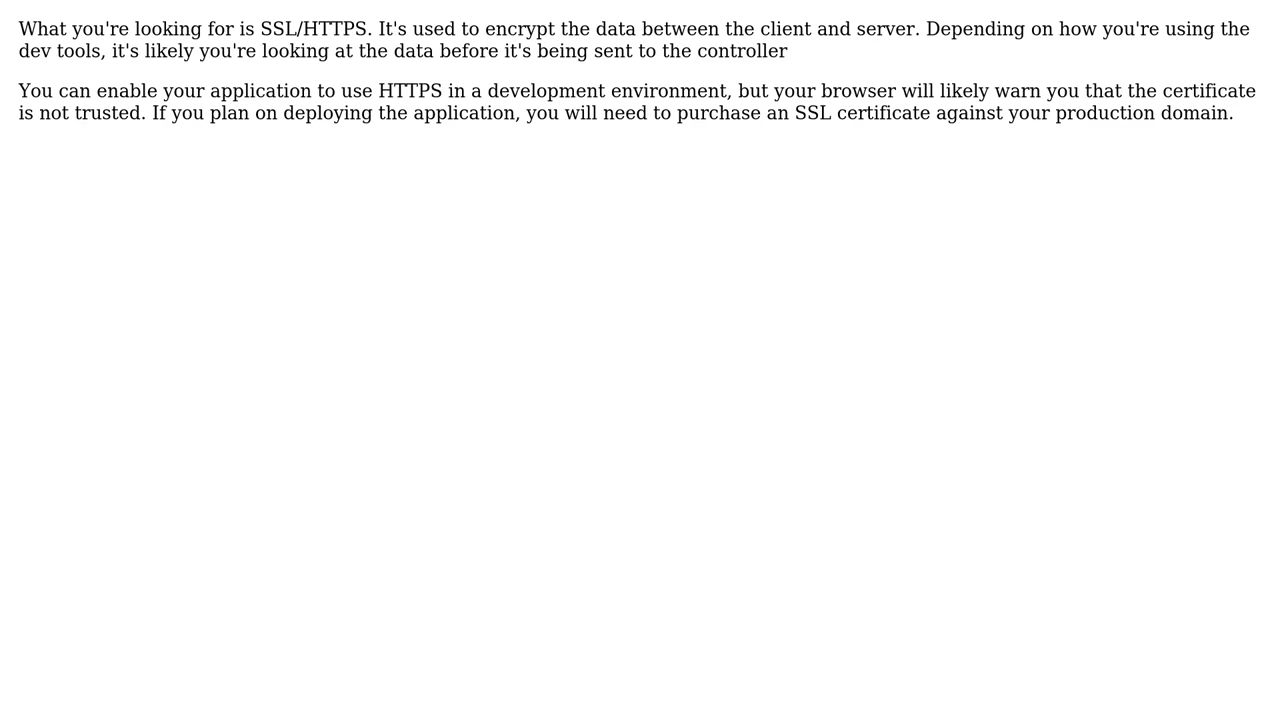 What you're looking for is SSL/HTTPS. It's used to encrypt the data between the client and server. Depending on how you're using the
dev tools, it's likely you're looking at the data before it's being sent to the controller
You can enable your application to use HTTPS in a development environment, but your browser will likely warn you that the certificate
is not trusted. If you plan on deploying the application, you will need to purchase an SSL certificate against your production domain.